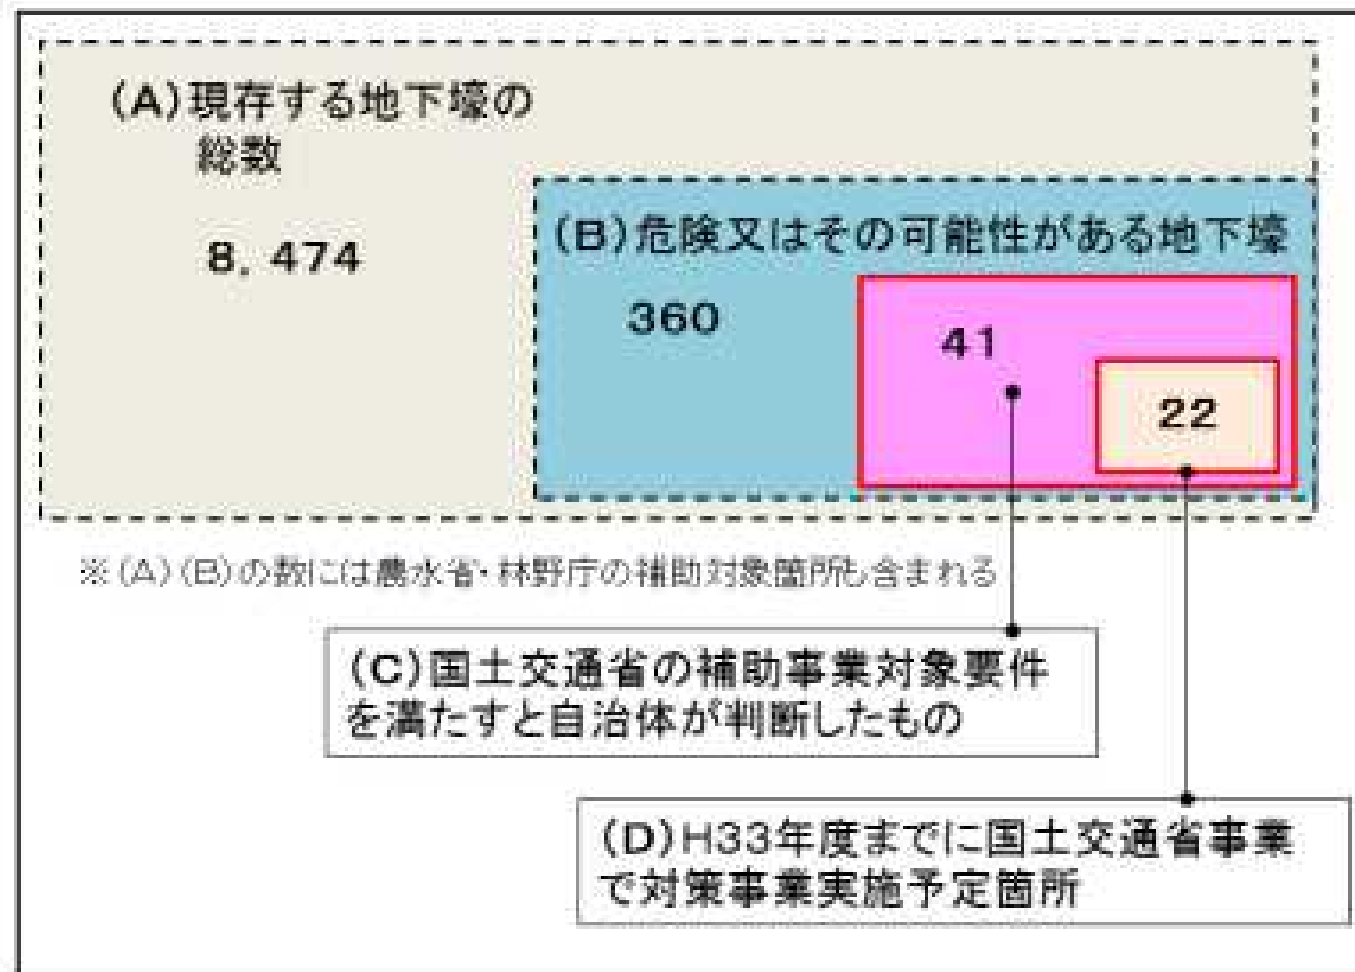 (A)現存する地下壕の
総数
8,474
(B)危険又はその可能性がある地下壕
360
41
22
※(A)(B)の数には農水省・林野庁の補助対象箇所も含まれる
(C)国土交通省の補助事業対象要件
を満たすと自治体が判断したもの
(D)H33年度までに国土交通省事業
で対策事業実施予定箇所